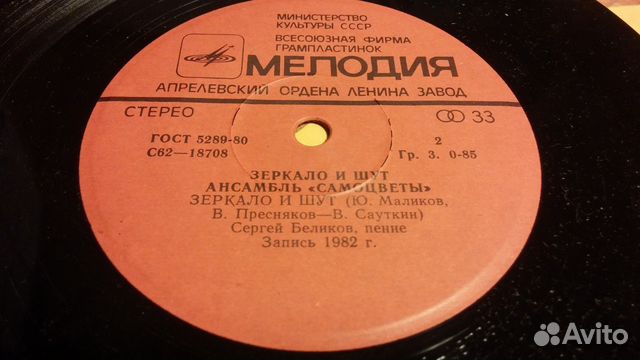 МИНИСТЕРСТВО
КУЛЬТУРЫ СССР
ВСЕСОЮЗНАЯ ФИРМА
ГРАМПЛАСТИНОК
МЕЛОДИЯ
АПРЕЛЕВСКИЙ ОРДЕНА ЛЕНИНА ЗАВОД
СТЕРЕО 33
ГОСТ 5289-80 2
С62—18708 Гр. 3. 0-85
ЗЕРКАЛО И ШУТ
АНСАМБЛЬ «САМОЦВЕТЫ»
ЗЕРКАЛО И ШУТ (Ю. Маликов,
В. Пресняков—В. Сауткин)
Сергей Беликов, пение
Запись 1982 г.
Avito